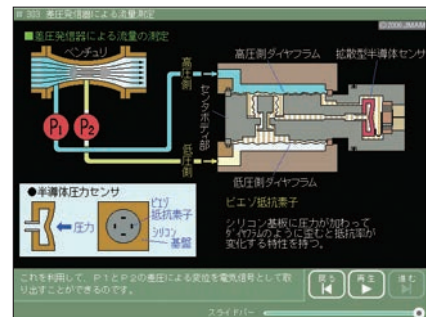 # 303 差圧発信器による流量測定
©2006 JMAM
■差圧発信器による流量の測定
ベンチュリ
高圧側
高圧側ダイヤフラム
拡散型半導体センサ
P1
P2
センタボディ部
低圧側
低圧側ダイヤフラム
●半導体圧力センサ
圧力
ピエゾ
抵抗素子
シリコン
基盤
ピエゾ抵抗素子
シリコン基板に圧力が加わって
ダイヤフラムのように歪むと抵抗率が
変化する特性を持つ。
これを利用して、P1とP2の差圧による変位を電気信号として取
り出すことができるのです。
戻る
再生
進む
スライドバー